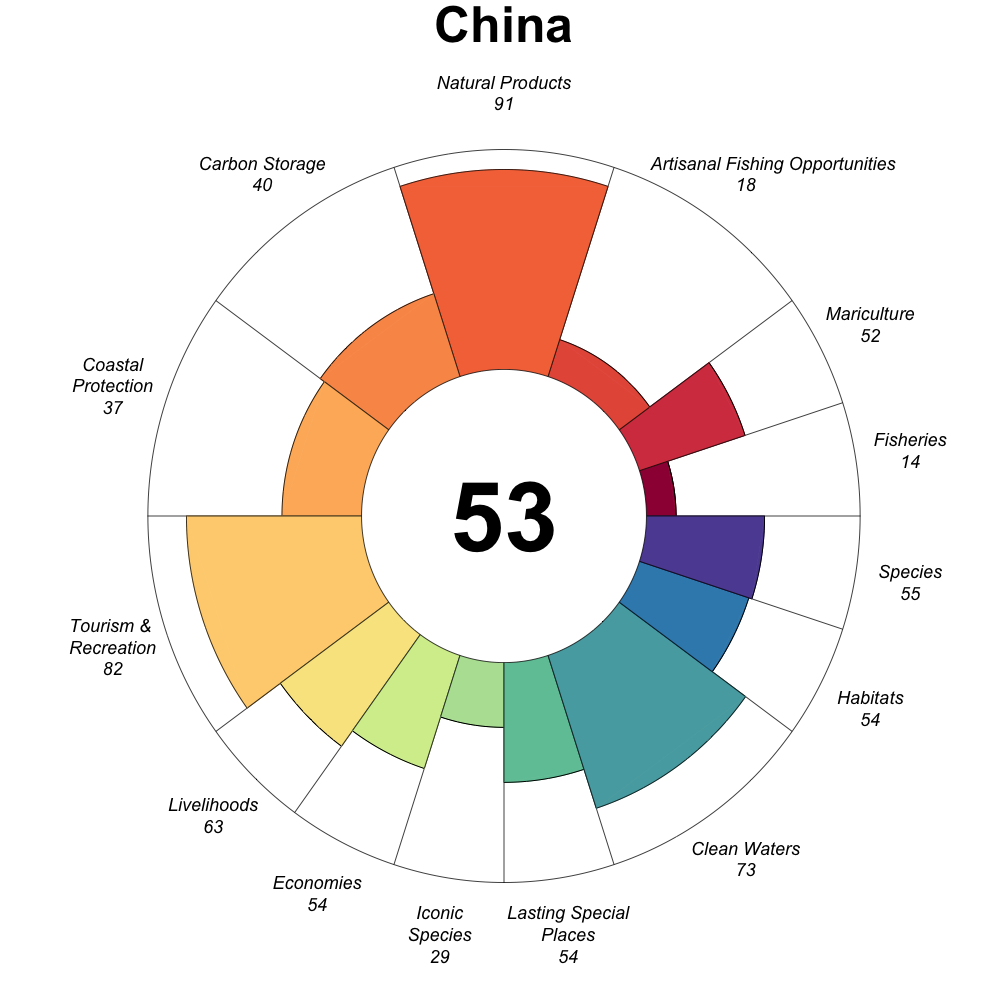 China
Natural Products
91
Carbon Storage
40
Artisanal Fishing Opportunities
18
Mariculture
52
Coastal
Protection
37
Fisheries
14
53
Species
55
Tourism &
Recreation
82
Habitats
54
Livelihoods
63
Clean Waters
73
Economies
54
Iconic
Species
29
Lasting Special
Places
54